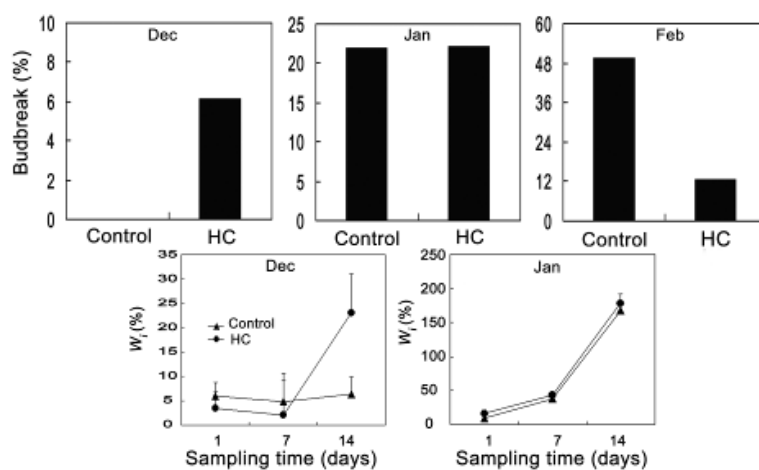 Dec
Jan
Feb
Budbreak (%)
10
8
6
4
2
0
25
20
15
10
5
0
60
48
36
24
12
0
Control HC
Control HC
Control HC
Dec
Jan
Wi (%)
35
30
25
20
15
10
5
0
Control
HC
1 7 14
Sampling time (days)
Wi (%)
250
200
150
100
50
0
1 7 14
Sampling time (days)